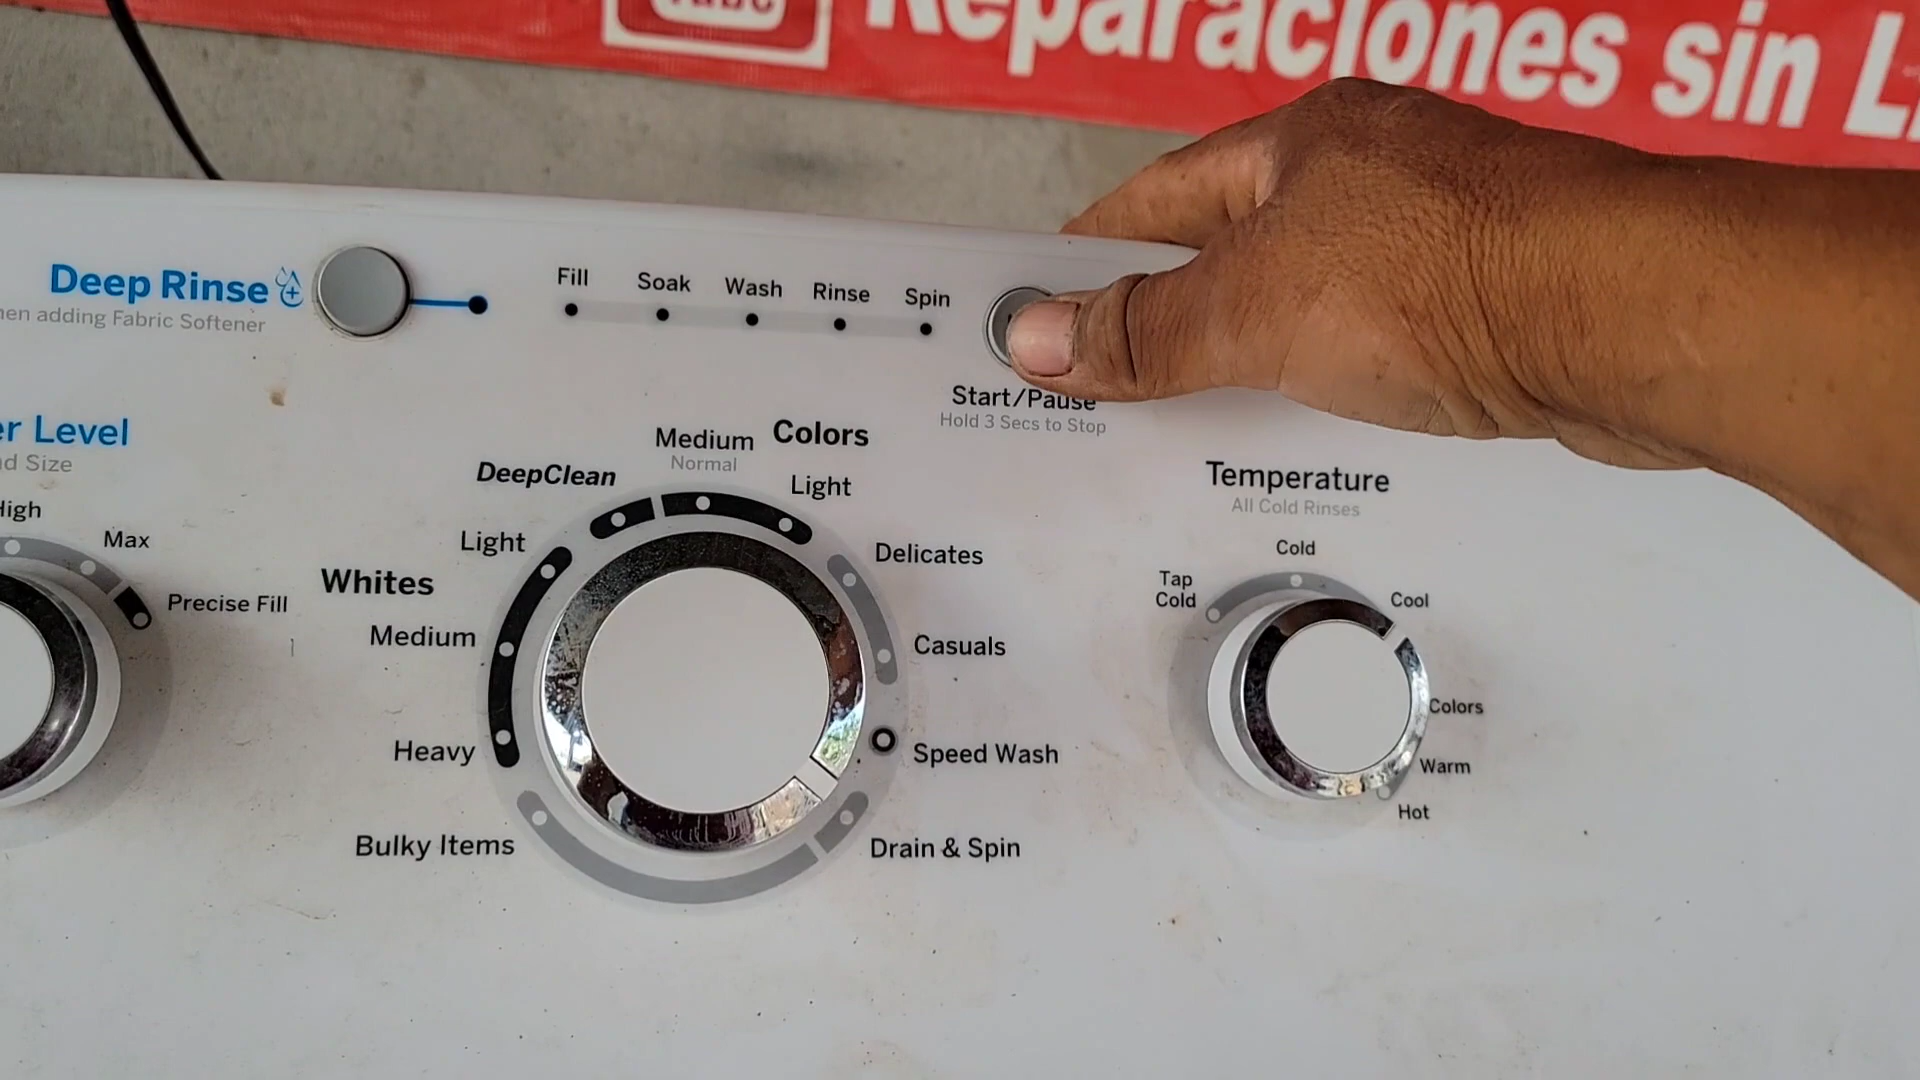 Reparaciones sin L
Deep Rinse
hen adding Fabric Softener
Fill
Soak
Wash
Rinse
Spin
Start/Pause
Hold 3 Secs to Stop
er Level
d Size
High
Max
Precise Fill
Whites
Light
Medium
Heavy
Bulky Items
DeepClean
Medium
Normal
Colors
Light
Delicates
Casuals
Speed Wash
Drain & Spin
Temperature
All Cold Rinses
Tap
Cold
Cold
Cool
Colors
Warm
Hot